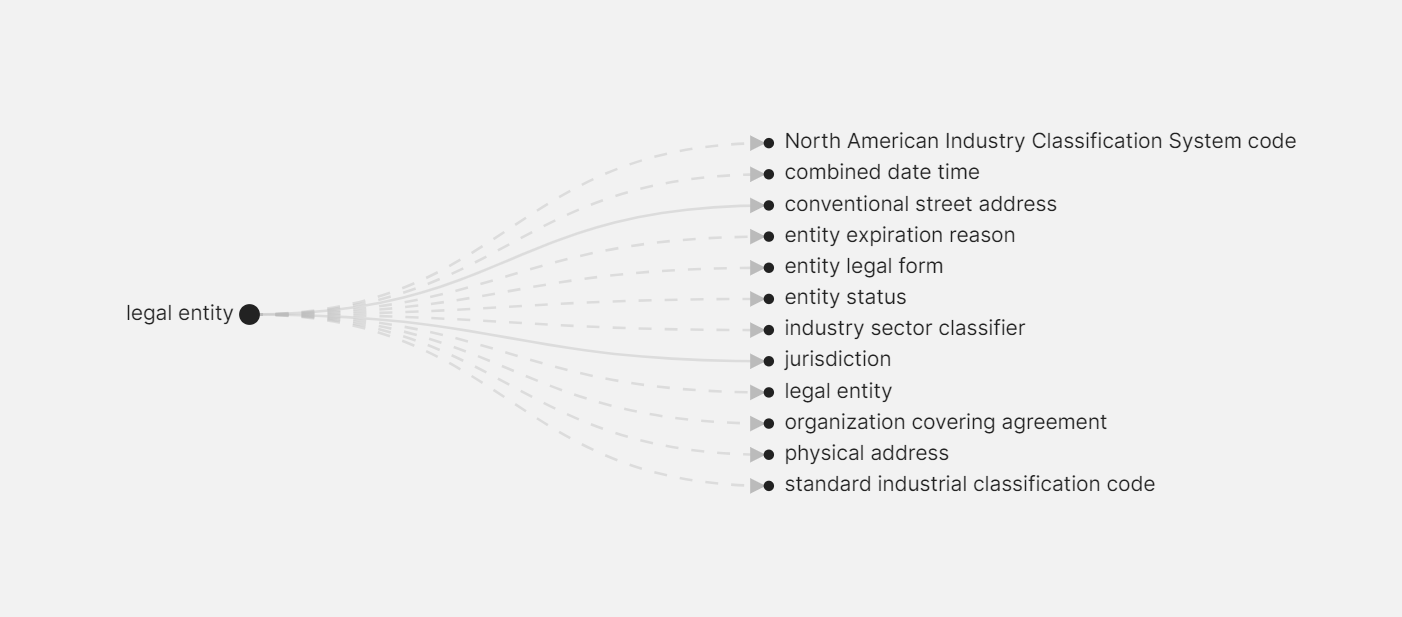 North American Industry Classification System code
combined date time
conventional street address
entity expiration reason
entity legal form
entity status
legal entity
industry sector classifier
jurisdiction
legal entity
organization covering agreement
physical address
standard industrial classification code